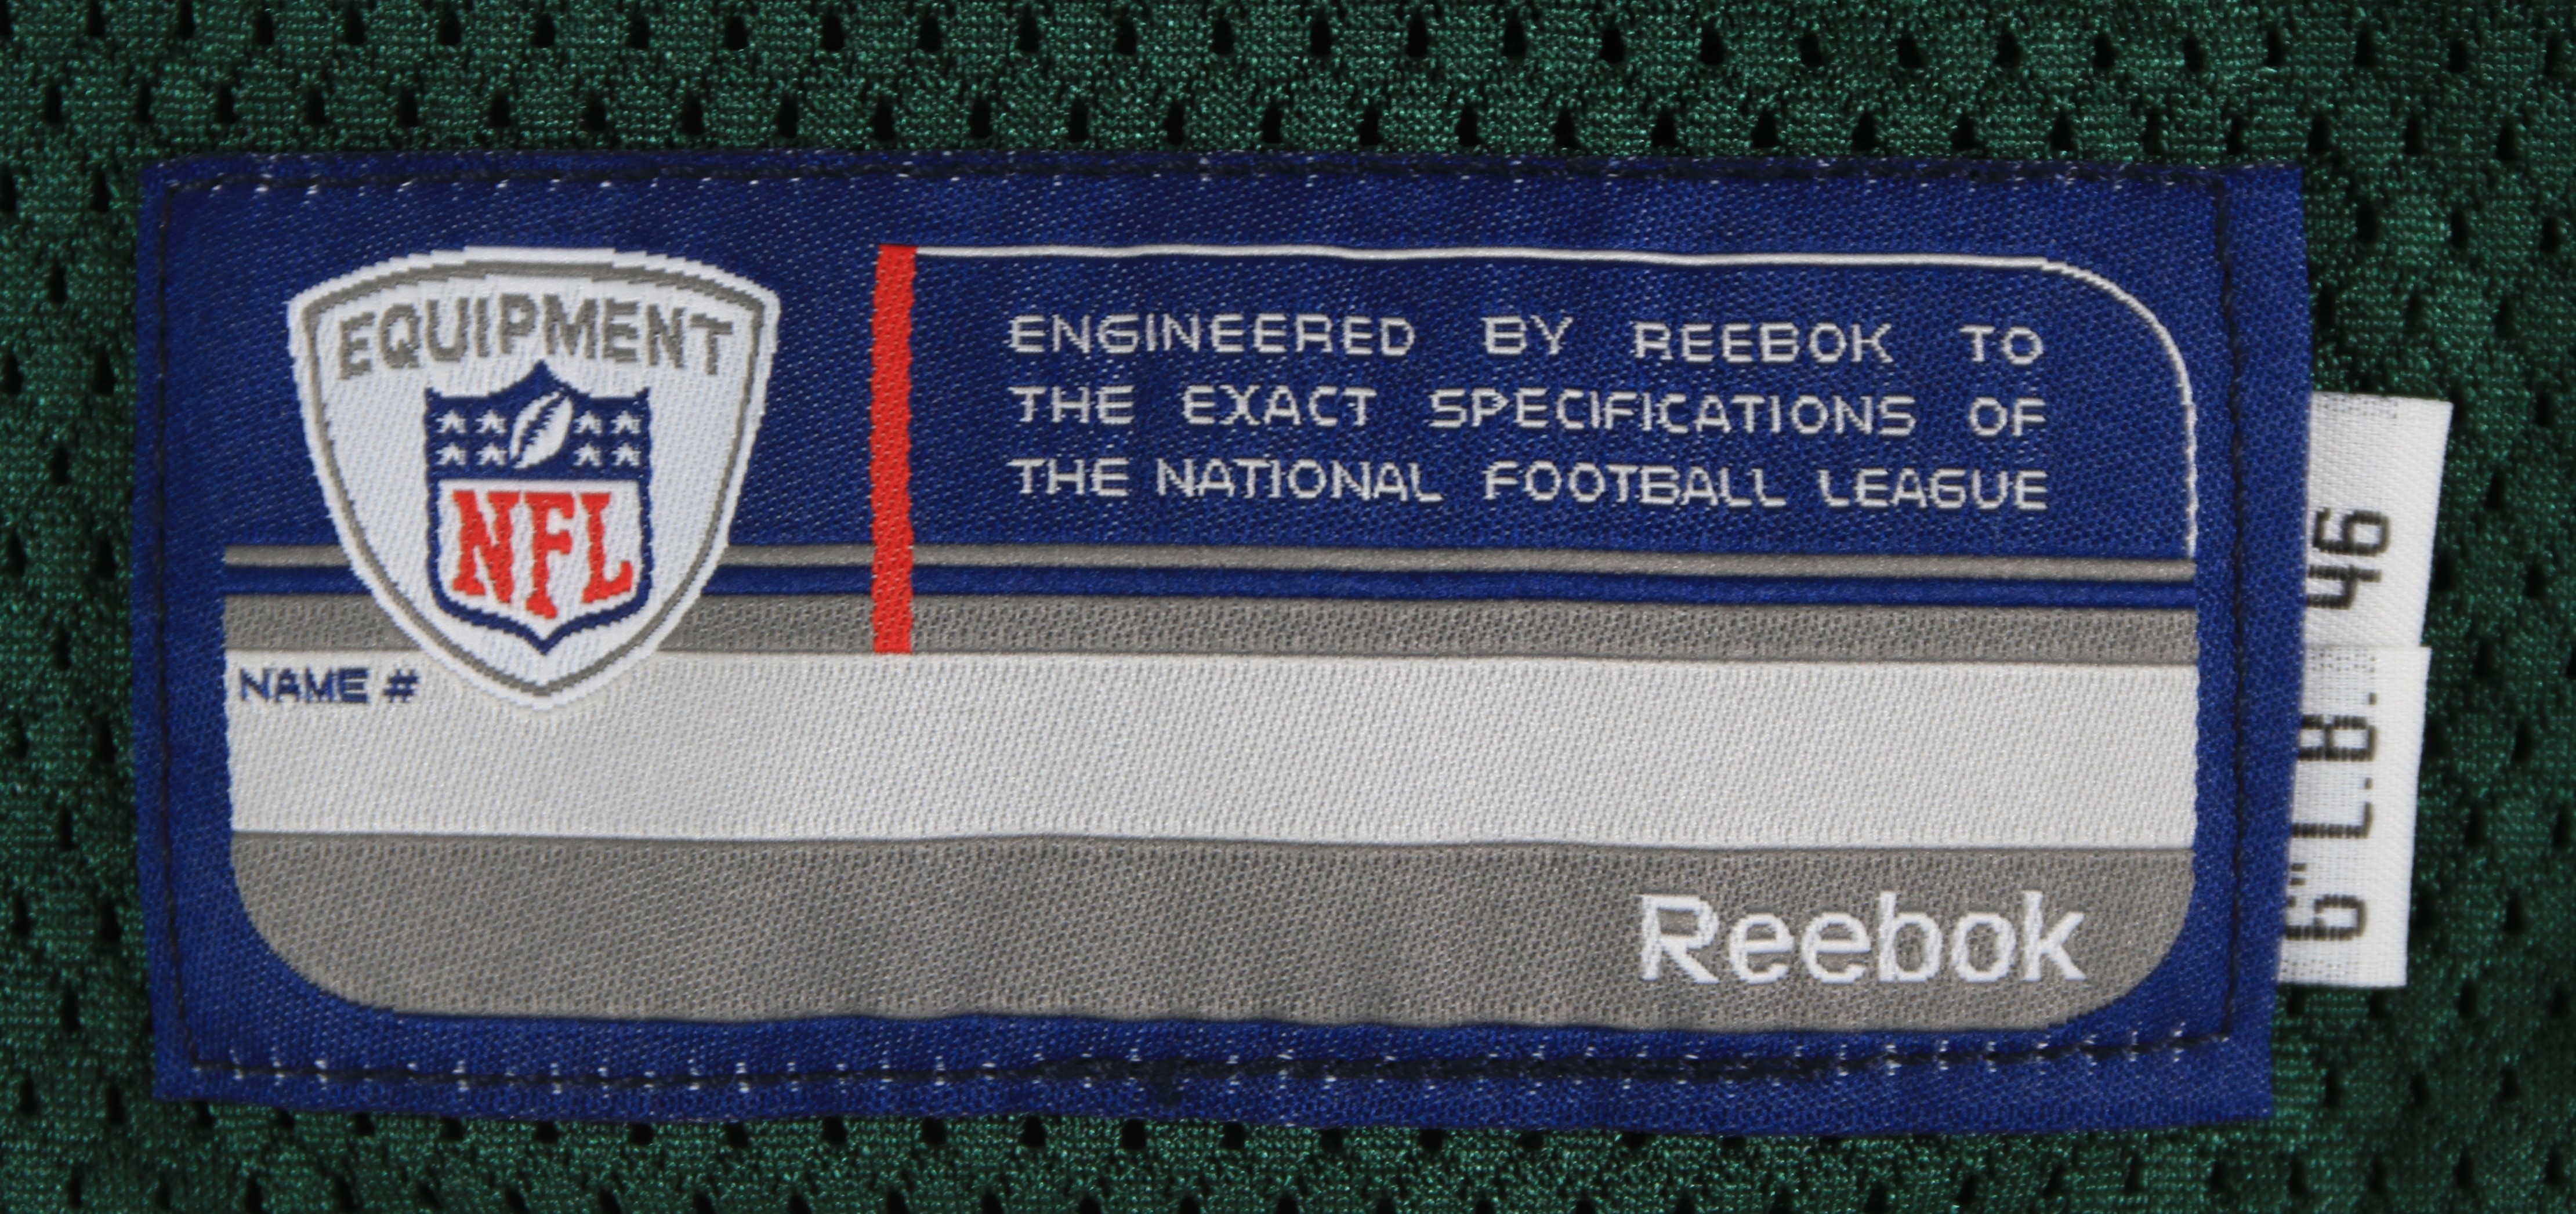 EQUIPMENT
NFL
ENGINEERED BY REEBOK TO
THE EXACT SPECIFICATIONS OF
THE NATIONAL FOOTBALL LEAGUE
NAME #
Reebok
46
6" L.B.